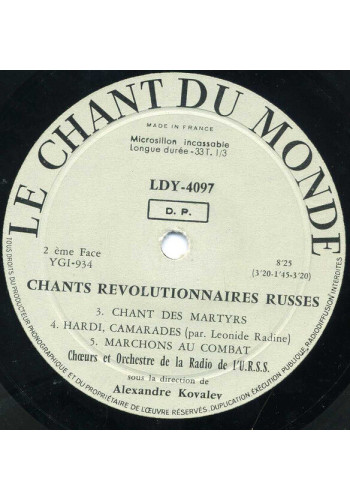 LE CHANT DU MONDE
MADE IN FRANCE
Microsillon incassable
Longue durée - 33 T. 1/3
LDY-4097
D. P.
2 ème Face
YGI-934
8'25
(3'20-1'45-3'20)
CHANTS REVOLUTIONNAIRES RUSSES
3. CHANT DES MARTYRS
4. HARDI, CAMARADES (par. Leonide Radine)
5. MARCHONS AU COMBAT
Chœurs et Orchestre de la Radio de l'U.R.S.S.
sous la direction de
Alexandre Kovalev
TOUS DROITS DU PRODUCTEUR PHONOGRAPHIQUE ET DU PROPRIÉTAIRE DE L'ŒUVRE RÉSERVÉS. DUPLICATION, EXÉCUTION PUBLIQUE, RADIODIFFUSION INTERDITES